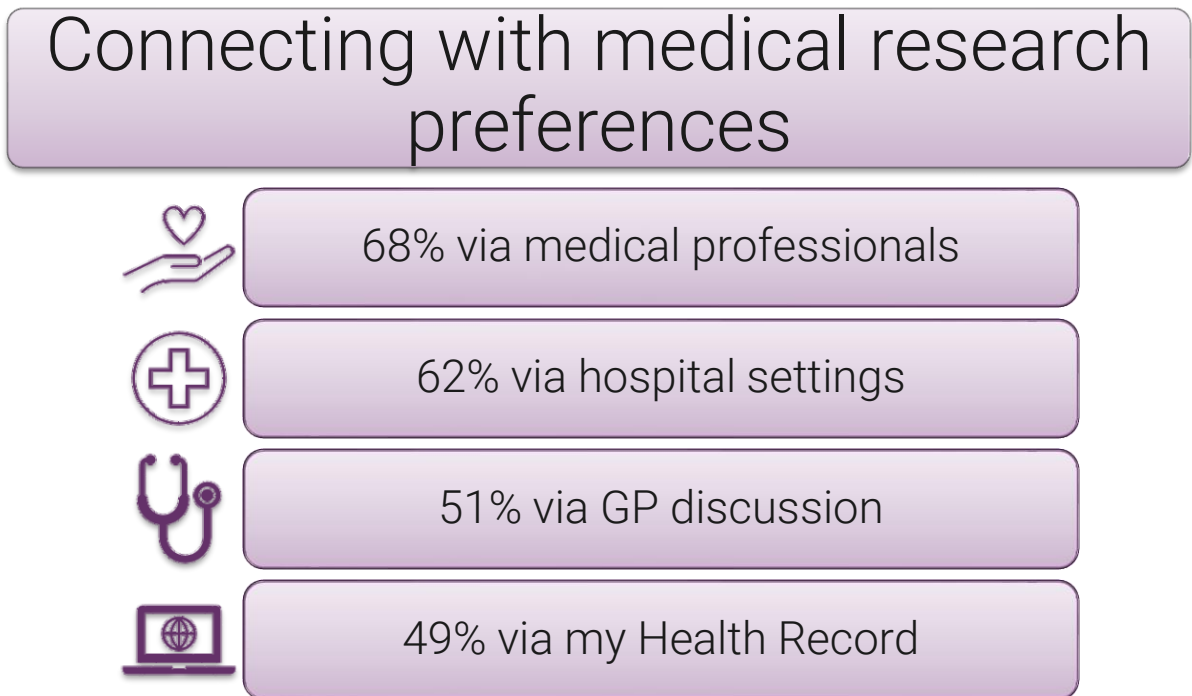 Connecting with medical research
preferences
68% via medical professionals
62% via hospital settings
51% via GP discussion
49% via my Health Record